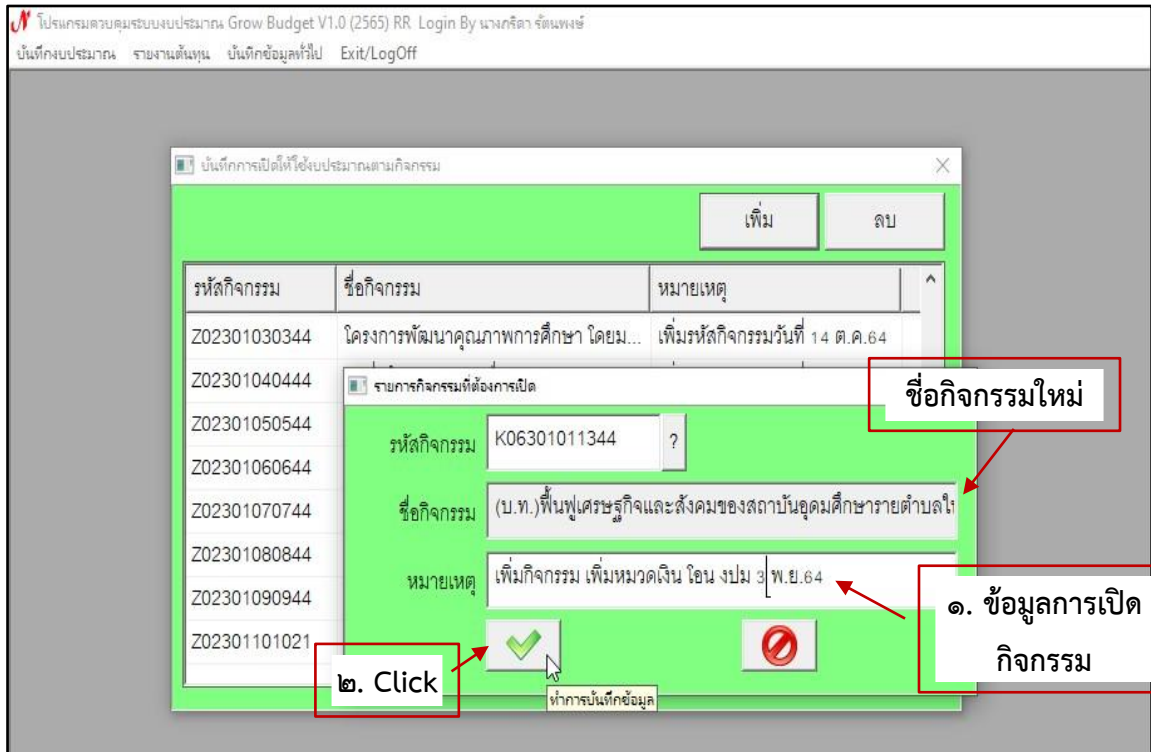 โปรแกรมควบคุมระบบงบประมาณ Grow Budget V1.0 (2565) RR Login By นางกริดา รัตนพงษ์
บันทึกงบประมาณ รายงานต้นทุน บันทึกข้อมูลทั่วไป Exit/LogOff
บันทึกการเปิดให้ใช้งบประมาณตามกิจกรรม
เพิ่ม ลบ
รหัสกิจกรรม ชื่อกิจกรรม หมายเหตุ
Z02301030344 โครงการพัฒนาคุณภาพการศึกษา โดยม... เพิ่มรหัสกิจกรรมวันที่ 14 ต.ค.64
Z02301040444
รายการกิจกรรมที่ต้องการเปิด
ชื่อกิจกรรมใหม่
Z02301050544
รหัสกิจกรรม K06301011344 ?
Z02301060644
Z02301070744
ชื่อกิจกรรม (บ.ท.)ฟื้นฟูเศรษฐกิจและสังคมของสถาบันอุดมศึกษารายตำบลใ
Z02301080844
หมายเหตุ เพิ่มกิจกรรม เพิ่มหมวดเงิน โอน งปม 3 พ.ย.64
Z02301090944
๑. ข้อมูลการเปิด
กิจกรรม
Z02301101021
๒. Click
ทำการบันทึกข้อมูล